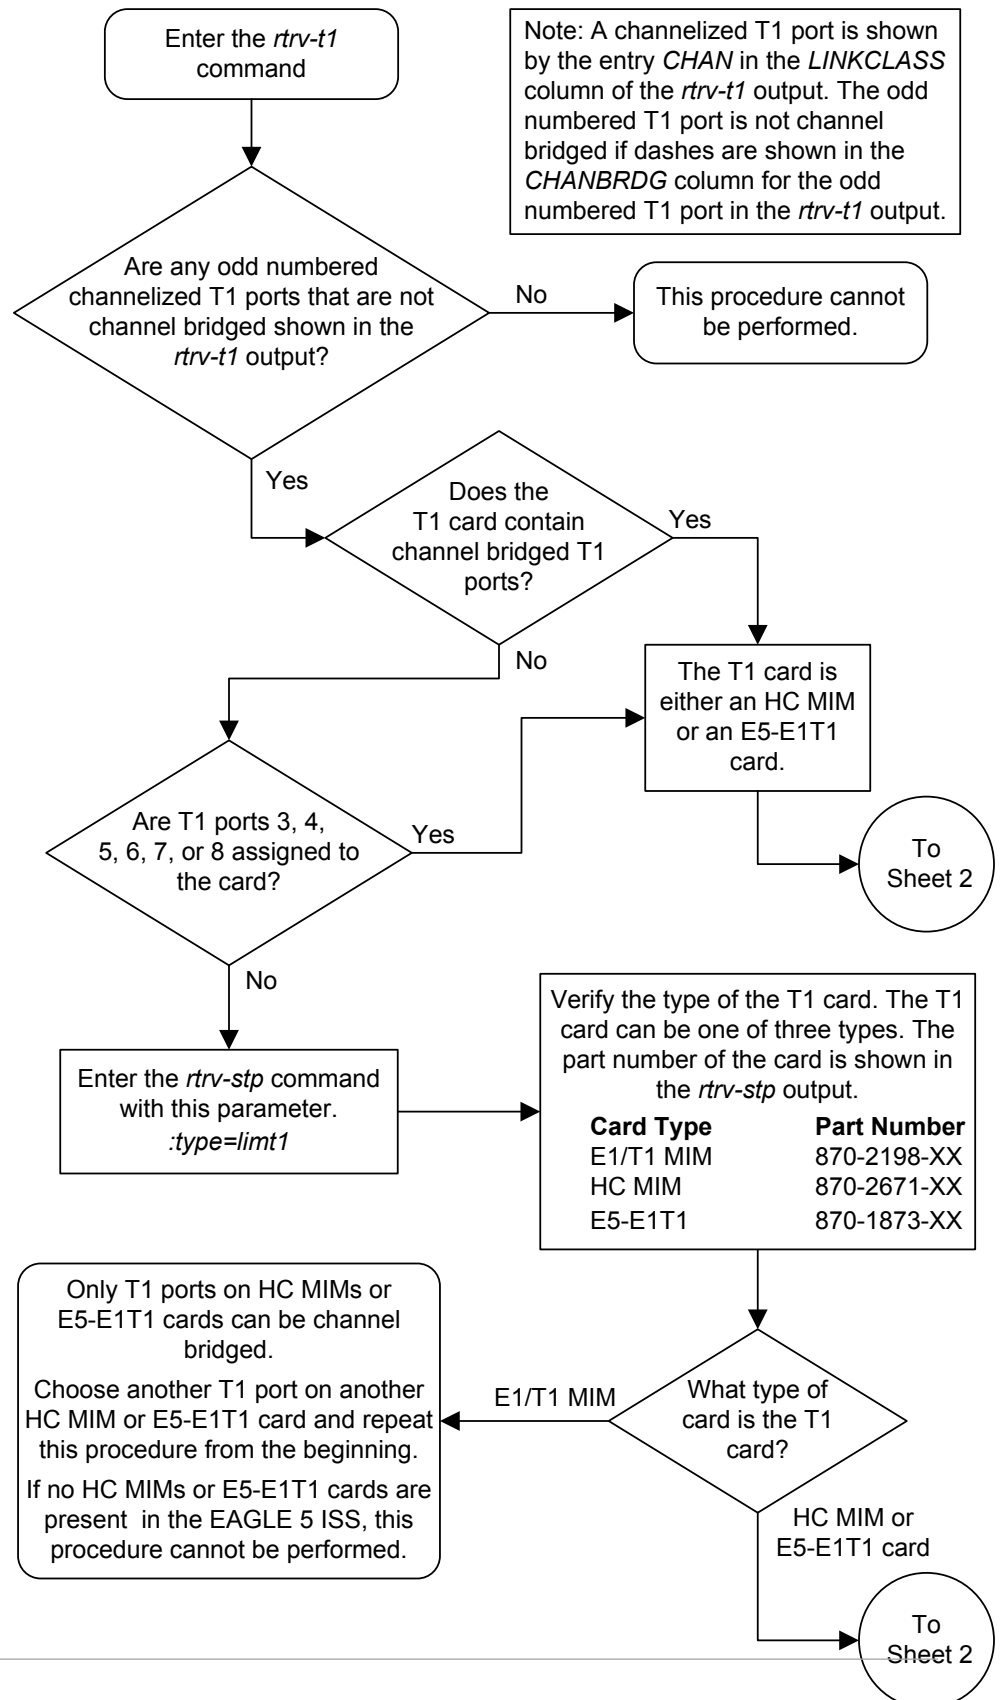 Enter the rtrv-t1
command
Note: A channelized T1 port is shown
by the entry CHAN in the LINKCLASS
column of the rtrv-t1 output. The odd
numbered T1 port is not channel
bridged if dashes are shown in the
CHANBRDG column for the odd
numbered T1 port in the rtrv-t1 output.
Are any odd numbered
channelized T1 ports that are not
channel bridged shown in the
rtrv-t1 output?
No
This procedure cannot
be performed.
Yes
Does the
T1 card contain
channel bridged T1
ports?
Yes
No
The T1 card is
either an HC MIM
or an E5-E1T1
card.
Are T1 ports 3, 4,
5, 6, 7, or 8 assigned to
the card?
Yes
To
Sheet 2
No
Enter the rtrv-stp command
with this parameter.
:type=limt1
Verify the type of the T1 card. The T1
card can be one of three types. The
part number of the card is shown in
the rtrv-stp output.
Card Type Part Number
E1/T1 MIM 870-2198-XX
HC MIM 870-2671-XX
E5-E1T1 870-1873-XX
Only T1 ports on HC MIMs or
E5-E1T1 cards can be channel
bridged.
Choose another T1 port on another
HC MIM or E5-E1T1 card and repeat
this procedure from the beginning.
If no HC MIMs or E5-E1T1 cards are
present in the EAGLE 5 ISS, this
procedure cannot be performed.
E1/T1 MIM
What type of
card is the T1
card?
HC MIM or
E5-E1T1 card
To
Sheet 2